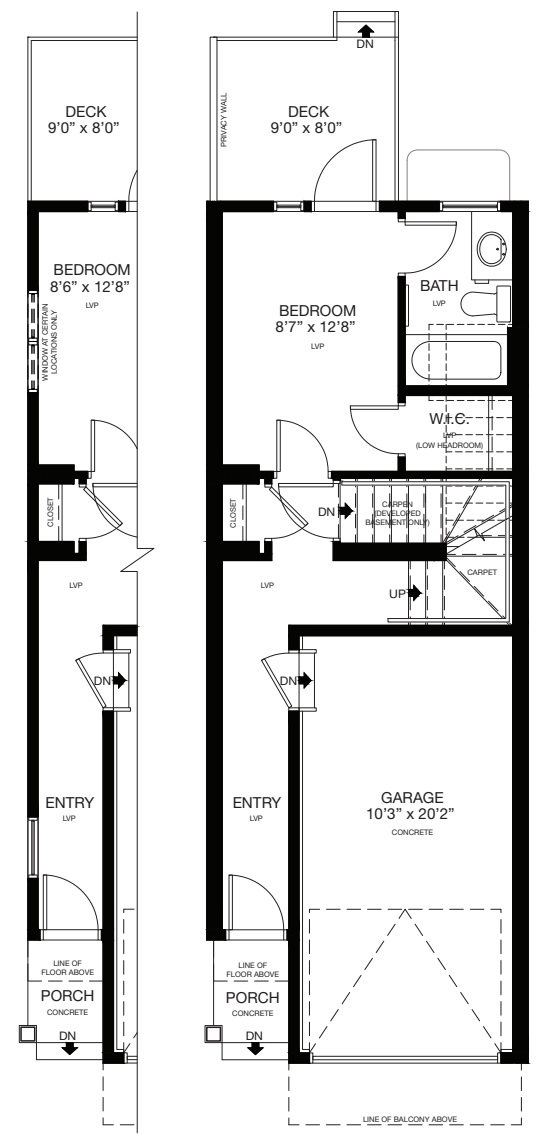 DECK
9'0" x 8'0"
BEDROOM
8'6" x 12'8"
LVP
WINDOW AT CERTAIN
LOCATIONS ONLY
CLOSET
LVP
DN
ENTRY
LVP
LINE OF
FLOOR ABOVE
PORCH
CONCRETE
DN
DN
PRIVACY WALL
DECK
9'0" x 8'0"
BEDROOM
8'7" x 12'8"
LVP
BATH
LVP
W.I.C.
LVP
(LOW HEADROOM)
CLOSET
DN
CARPEN
(DEVELOPED
BASEMENT ONLY)
CARPET
LVP
UP
DN
ENTRY
LVP
GARAGE
10'3" x 20'2"
CONCRETE
LINE OF
FLOOR ABOVE
PORCH
CONCRETE
DN
LINE OF BALCONY ABOVE